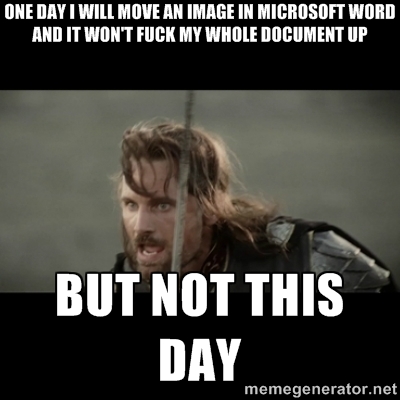 ONE DAY I WILL MOVE AN IMAGE IN MICROSOFT WORD
AND IT WON'T FUCK MY WHOLE DOCUMENT UP
BUT NOT THIS
DAY
memegenerator.net